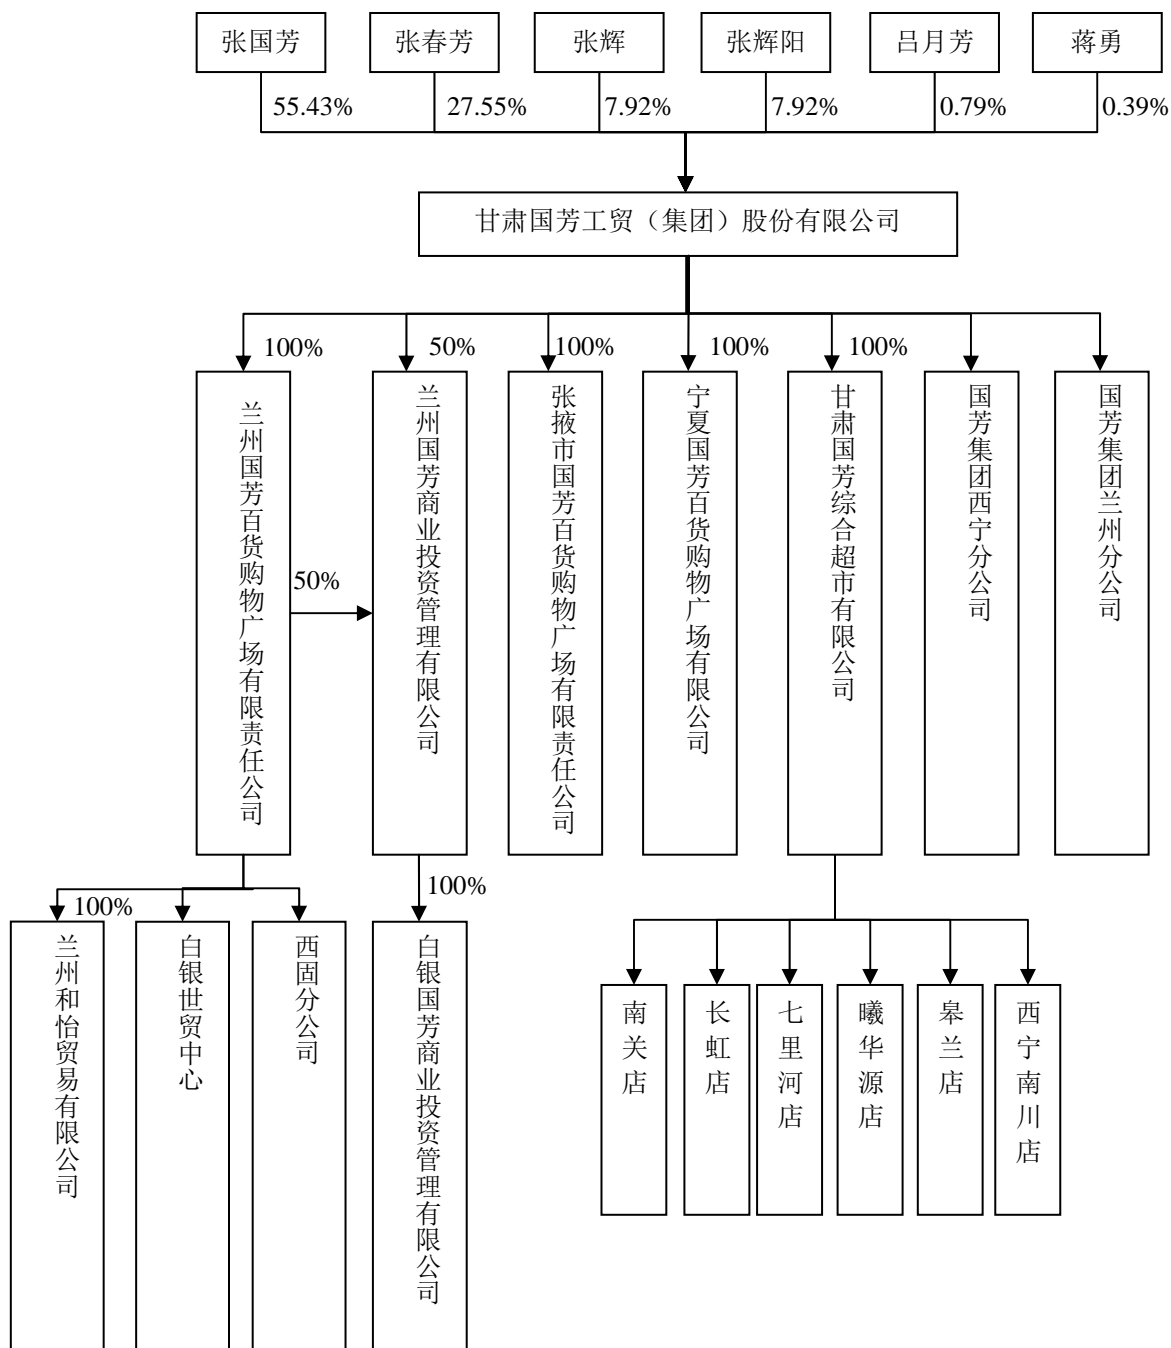 张国芳
张春芳
张辉
张辉阳
吕月芳
蒋勇
55.43%
27.55%
7.92%
7.92%
0.79%
0.39%
甘肃国芳工贸（集团）股份有限公司
100%
50%
100%
100%
100%
兰州国芳百货购物广场有限责任公司
50%
兰州国芳商业投资管理有限公司
张掖市国芳百货购物广场有限责任公司
宁夏国芳百货购物广场有限公司
甘肃国芳综合超市有限公司
国芳集团西宁分公司
国芳集团兰州分公司
100%
100%
兰州和怡贸易有限公司
白银世贸中心
西固分公司
白银国芳商业投资管理有限公司
南关店
长虹店
七里河店
曦华源店
皋兰店
西宁南川店